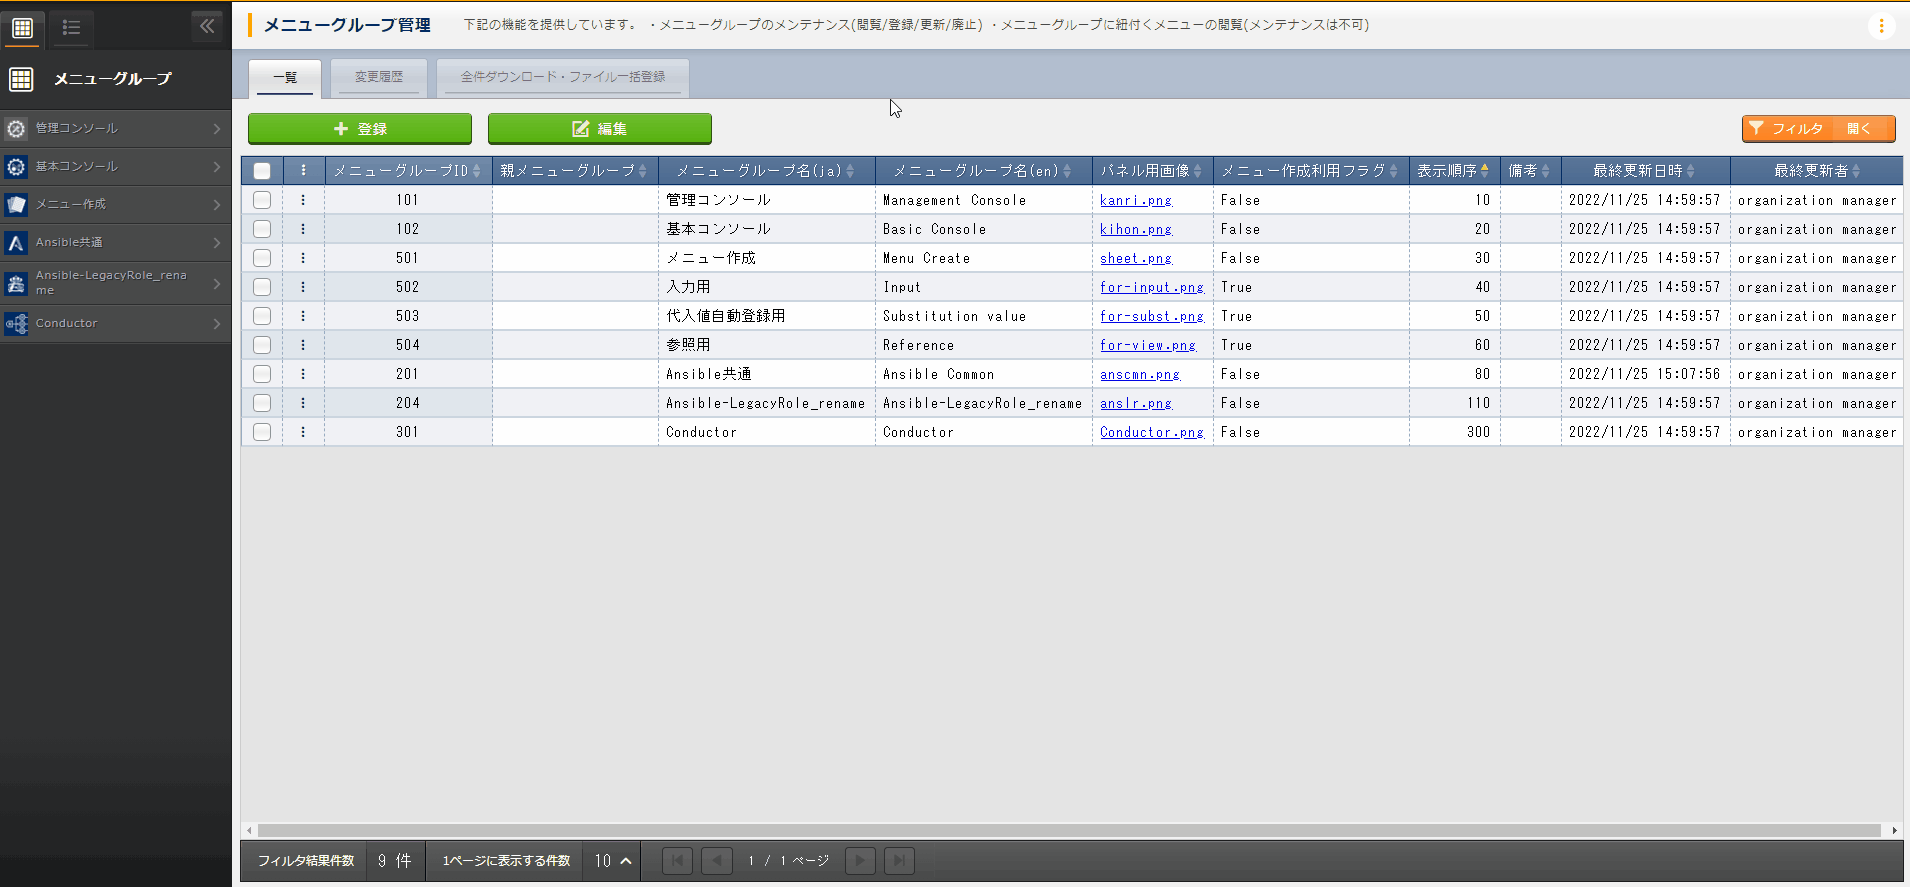 メニューグループ管理 下記の機能を提供しています。 ・メニューグループのメンテナンス(閲覧/登録/更新/廃止) ・メニューグループに紐付くメニューの閲覧(メンテナンスは不可)
メニューグループ
管理コンソール
基本コンソール
メニュー作成
Ansible共通
Ansible-LegacyRole_rena
me
Conductor
一覧 変更履歴 全件ダウンロード・ファイル一括登録
登録 編集 フィルタ 開く
メニューグループID 親メニューグループ メニューグループ名(ja) メニューグループ名(en) パネル用画像 メニュー作成利用フラグ 表示順序 備考 最終更新日時 最終更新者
101 管理コンソール Management Console kanri.png False 10 2022/11/25 14:59:57 organization manager
102 基本コンソール Basic Console kihon.png False 20 2022/11/25 14:59:57 organization manager
501 メニュー作成 Menu Create sheet.png False 30 2022/11/25 14:59:57 organization manager
502 入力用 Input for-input.png True 40 2022/11/25 14:59:57 organization manager
503 代入値自動登録用 Substitution value for-subst.png True 50 2022/11/25 14:59:57 organization manager
504 参照用 Reference for-view.png True 60 2022/11/25 14:59:57 organization manager
201 Ansible共通 Ansible Common anscmn.png False 80 2022/11/25 15:07:56 organization manager
204 Ansible-LegacyRole_rename Ansible-LegacyRole_rename anslr.png False 110 2022/11/25 14:59:57 organization manager
301 Conductor Conductor Conductor.png False 300 2022/11/25 14:59:57 organization manager
フィルタ結果件数 9 件 1ページに表示する件数 10 1 / 1 ページ